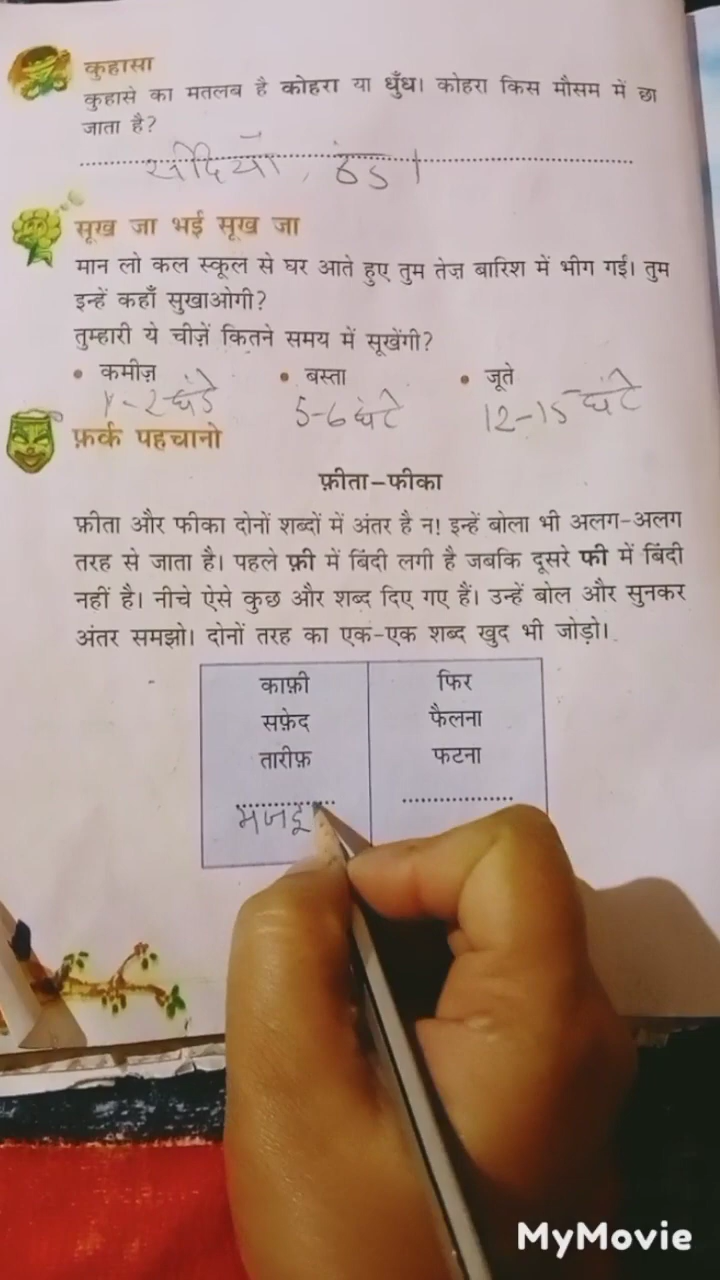 कुहासा
कुहासे का मतलब है कोहरा या धुँध। कोहरा किस मौसम में छा
जाता है?
सर्दियों, ठंड।
सूख जा भई सूख जा
मान लो कल स्कूल से घर आते हुए तुम तेज़ बारिश में भीग गईं। तुम
इन्हें कहाँ सुखाओगी?
तुम्हारी ये चीज़ें कितने समय में सूखेंगी?
• कमीज़ • बस्ता • जूते
1-2 घंटे 5-6 घंटे 12-15 घंटे
फ़र्क पहचानो
फ़ीता-फीका
फ़ीता और फीका दोनों शब्दों में अंतर है न! इन्हें बोला भी अलग-अलग
तरह से जाता है। पहले फ़ी में बिंदी लगी है जबकि दूसरे फी में बिंदी
नहीं है। नीचे ऐसे कुछ और शब्द दिए गए हैं। उन्हें बोल और सुनकर
अंतर समझो। दोनों तरह का एक-एक शब्द खुद भी जोड़ो।
काफ़ी फिर
सफ़ेद फैलना
तारीफ़ फटना
मजदू
MyMovie